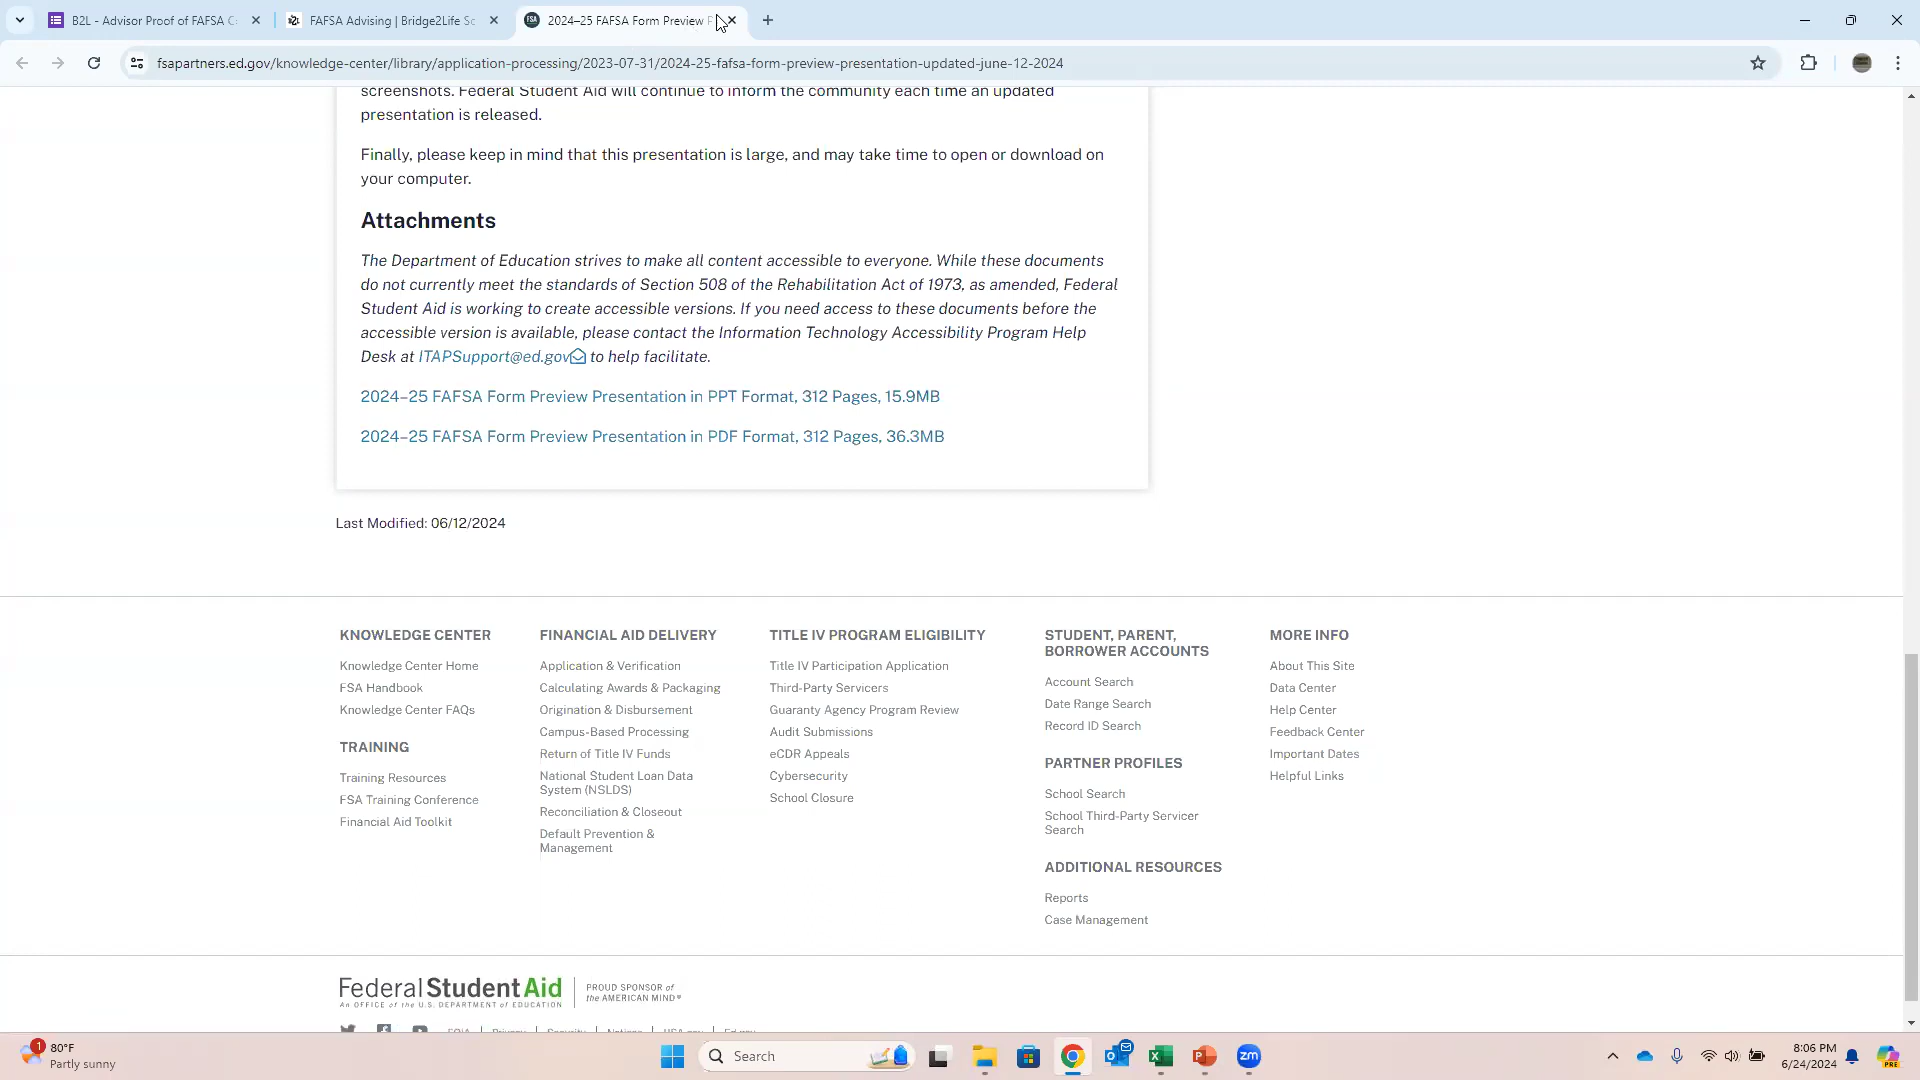 B2L - Advisor Proof of FAFSA C
FAFSA Advising | Bridge2Life Sc
2024–25 FAFSA Form Preview P
fsapartners.ed.gov/knowledge-center/library/application-processing/2023-07-31/2024-25-fafsa-form-preview-presentation-updated-june-12-2024
screenshots. Federal Student Aid will continue to inform the community each time an updated
presentation is released.
Finally, please keep in mind that this presentation is large, and may take time to open or download on
your computer.
Attachments
The Department of Education strives to make all content accessible to everyone. While these documents
do not currently meet the standards of Section 508 of the Rehabilitation Act of 1973, as amended, Federal
Student Aid is working to create accessible versions. If you need access to these documents before the
accessible version is available, please contact the Information Technology Accessibility Program Help
Desk at ITAPSupport@ed.gov to help facilitate.
2024–25 FAFSA Form Preview Presentation in PPT Format, 312 Pages, 15.9MB
2024–25 FAFSA Form Preview Presentation in PDF Format, 312 Pages, 36.3MB
Last Modified: 06/12/2024
KNOWLEDGE CENTER
Knowledge Center Home
FSA Handbook
Knowledge Center FAQs
TRAINING
Training Resources
FSA Training Conference
Financial Aid Toolkit
FINANCIAL AID DELIVERY
Application & Verification
Calculating Awards & Packaging
Origination & Disbursement
Campus-Based Processing
Return of Title IV Funds
National Student Loan Data
System (NSLDS)
Reconciliation & Closeout
Default Prevention &
Management
TITLE IV PROGRAM ELIGIBILITY
Title IV Participation Application
Third-Party Servicers
Guaranty Agency Program Review
Audit Submissions
eCDR Appeals
Cybersecurity
School Closure
STUDENT, PARENT,
BORROWER ACCOUNTS
Account Search
Date Range Search
Record ID Search
PARTNER PROFILES
School Search
School Third-Party Servicer
Search
ADDITIONAL RESOURCES
Reports
Case Management
MORE INFO
About This Site
Data Center
Help Center
Feedback Center
Important Dates
Helpful Links
Federal Student Aid
An OFFICE of the U.S. DEPARTMENT of EDUCATION
PROUD SPONSOR of
the AMERICAN MIND®
FOIA | Privacy | Security | Notices | USA.gov | Ed.gov
1
80°F
Partly sunny
Search
zm
PRE
8:06 PM
6/24/2024